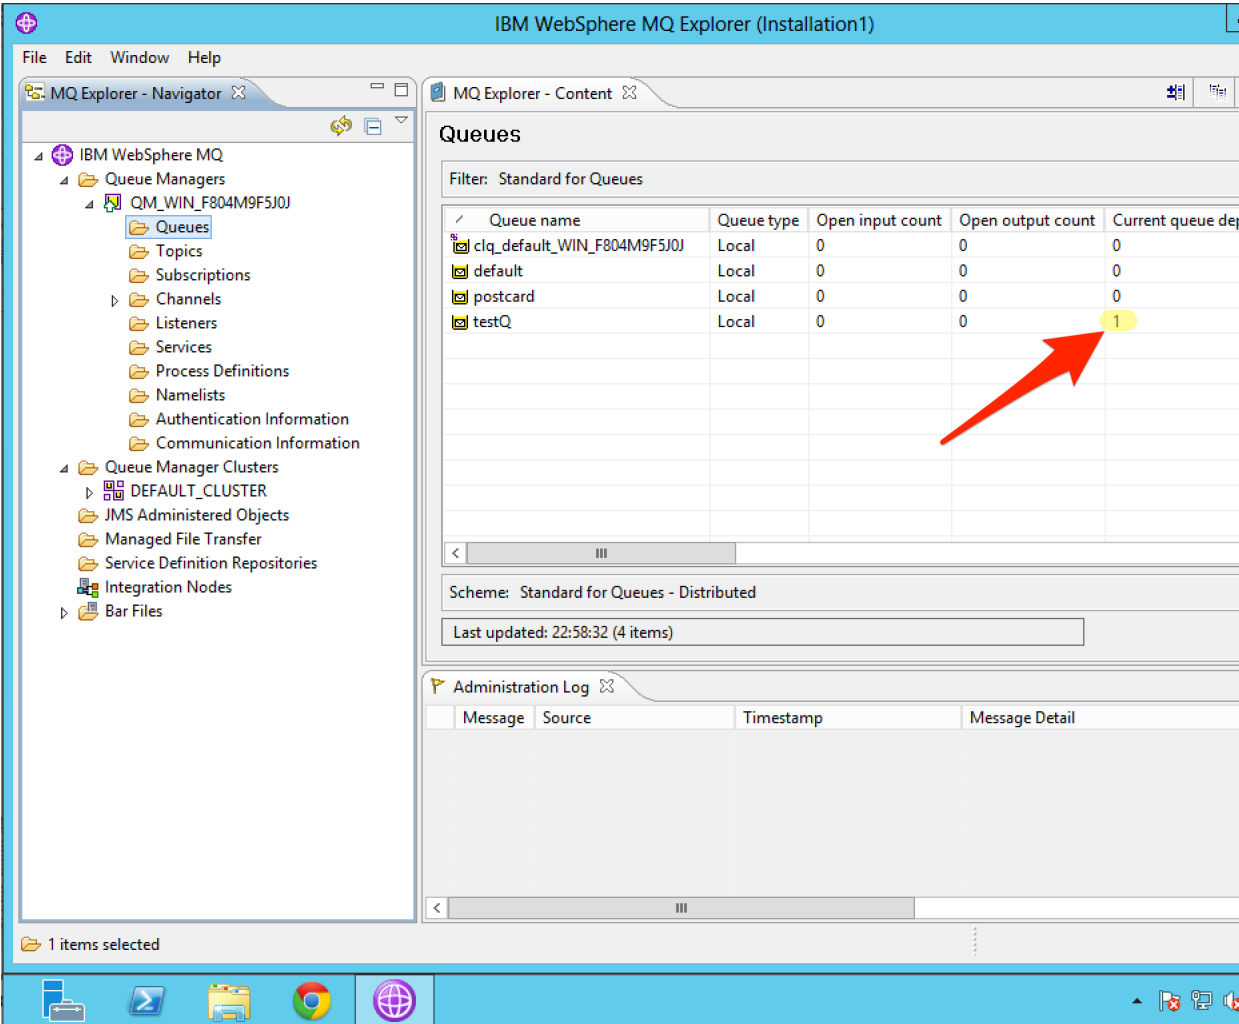 IBM WebSphere MQ Explorer (Installation1)
File Edit Window Help
MQ Explorer - Navigator
IBM WebSphere MQ
Queue Managers
QM_WIN_F804M9F5J0J
Queues
Topics
Subscriptions
Channels
Listeners
Services
Process Definitions
Namelists
Authentication Information
Communication Information
Queue Manager Clusters
DEFAULT_CLUSTER
JMS Administered Objects
Managed File Transfer
Service Definition Repositories
Integration Nodes
Bar Files
MQ Explorer - Content
Queues
Filter: Standard for Queues
Queue name Queue type Open input count Open output count Current queue dep
clq_default_WIN_F804M9F5J0J Local 0 0 0
default Local 0 0 0
postcard Local 0 0 0
testQ Local 0 0 1
Scheme: Standard for Queues - Distributed
Last updated: 22:58:32 (4 items)
Administration Log
Message Source Timestamp Message Detail
1 items selected